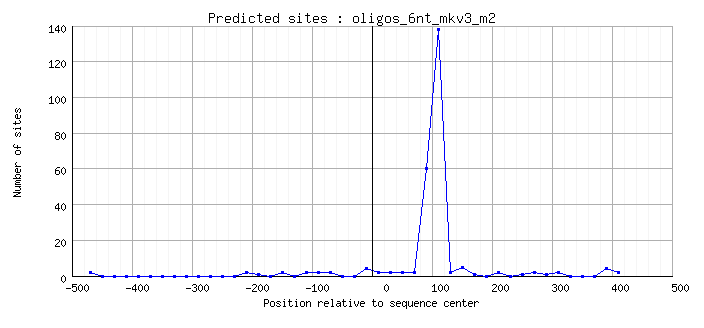 Predicted sites : oligos_6nt_mkv3_m2
140
120
100
80
60
40
20
0
Number of sites
-500 -400 -300 -200 -100 0 100 200 300 400 500
Position relative to sequence center